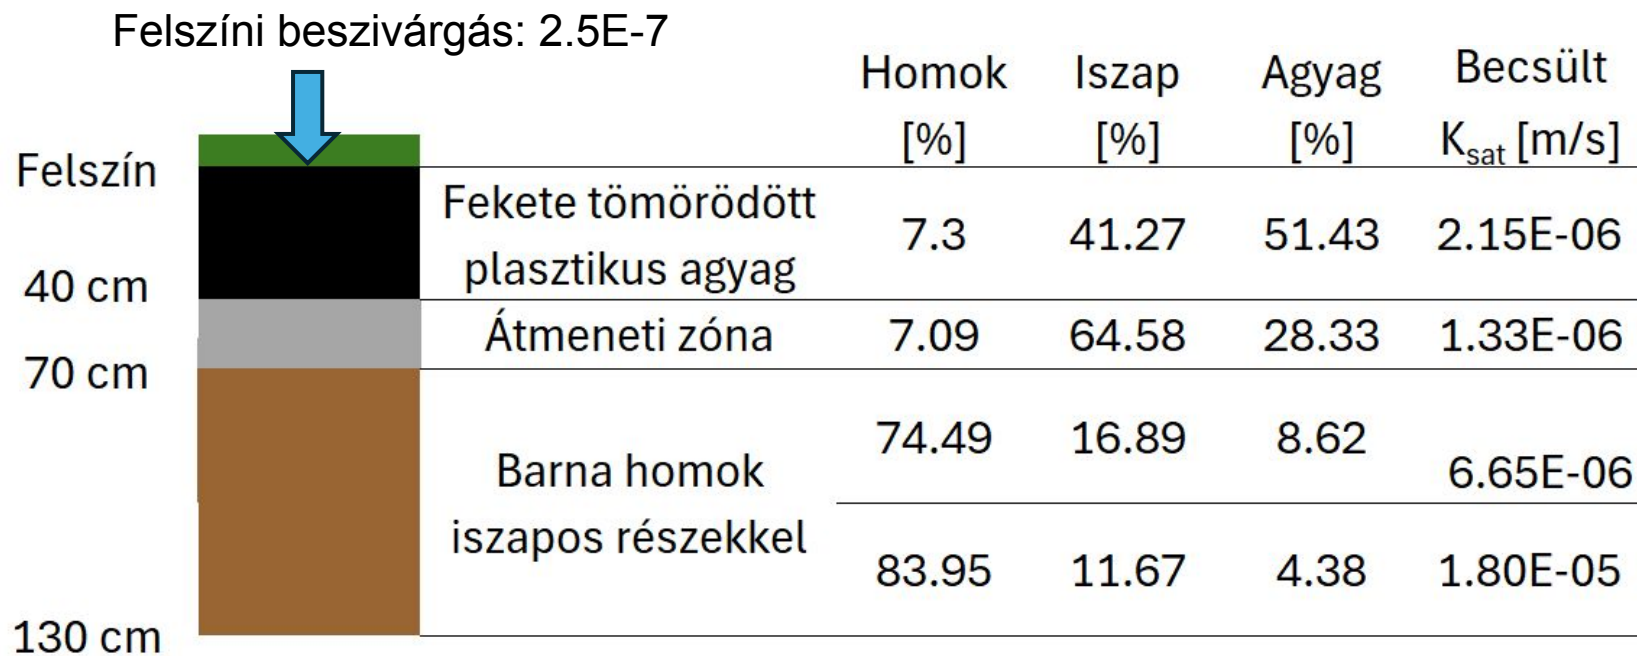 Felszíni beszivárgás: 2.5E-7
Homok Iszap Agyag Becsült
[%] [%] [%] Ksat [m/s]
Felszín
Fekete tömörödött
plasztikus agyag
7.3 41.27 51.43 2.15E-06
40 cm
Átmeneti zóna 7.09 64.58 28.33 1.33E-06
70 cm
74.49 16.89 8.62 6.65E-06
Barna homok
iszapos részekkel
83.95 11.67 4.38 1.80E-05
130 cm